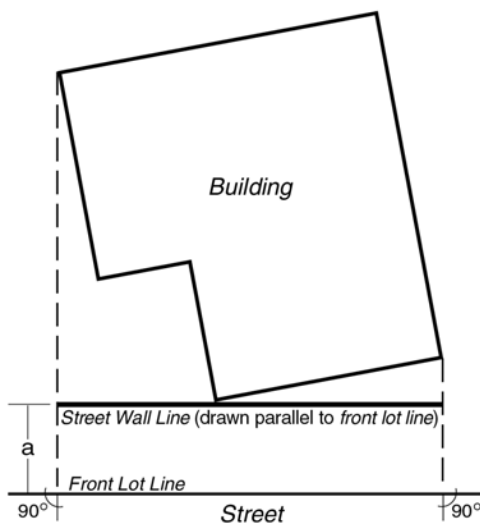 Building
Street Wall Line (drawn parallel to front lot line)
a
Front Lot Line
90° 90°
Street